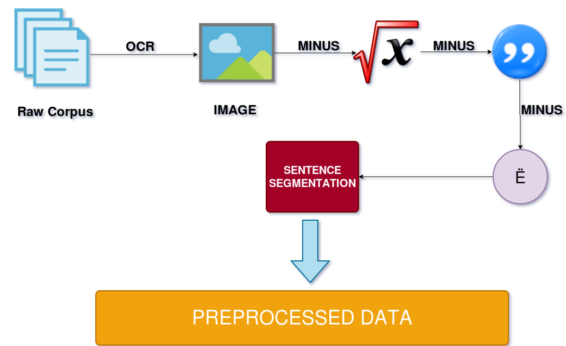 OCR
MINUS
MINUS
Raw Corpus
IMAGE
√x
”
MINUS
Ë
SENTENCE
SEGMENTATION
PREPROCESSED DATA